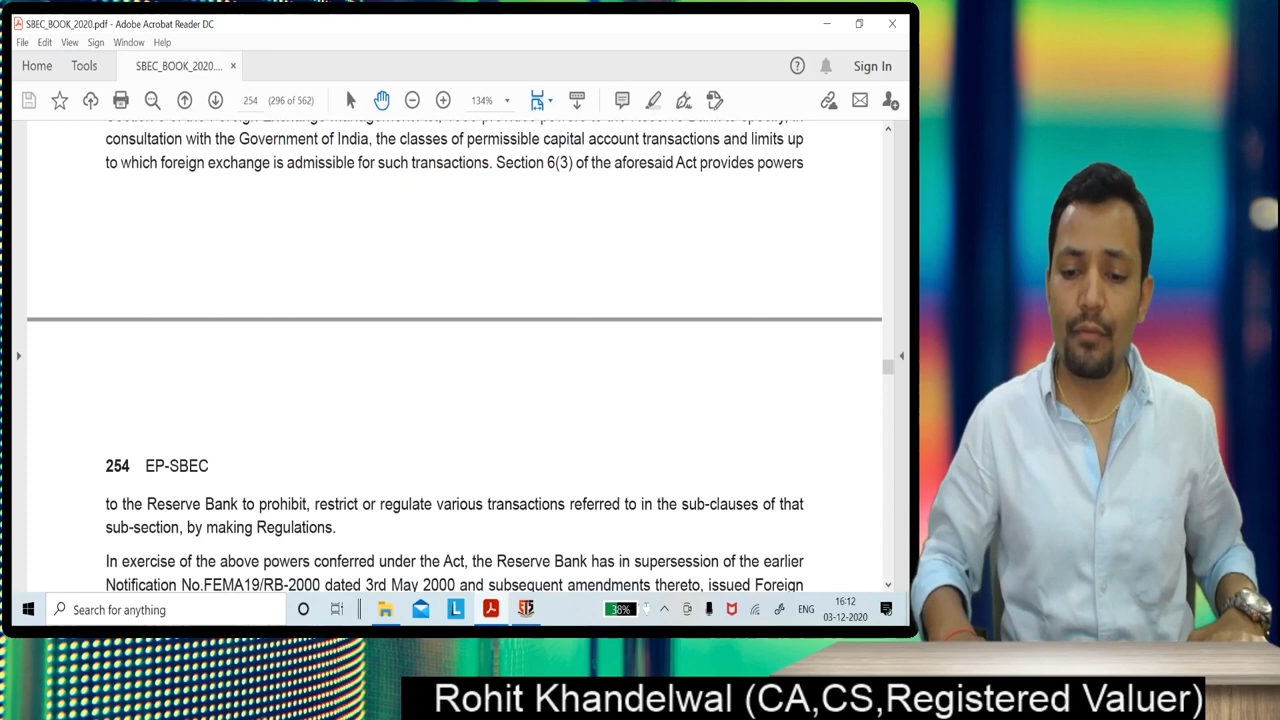 SBEC_BOOK_2020.pdf - Adobe Acrobat Reader DC
File Edit View Sign Window Help
Home Tools SBEC_BOOK_2020.... × Sign In
254 (296 of 562) 134%
consultation with the Government of India, the classes of permissible capital account transactions and limits up
to which foreign exchange is admissible for such transactions. Section 6(3) of the aforesaid Act provides powers
254 EP-SBEC
to the Reserve Bank to prohibit, restrict or regulate various transactions referred to in the sub-clauses of that
sub-section, by making Regulations.
In exercise of the above powers conferred under the Act, the Reserve Bank has in supersession of the earlier
Notification No.FEMA19/RB-2000 dated 3rd May 2000 and subsequent amendments thereto, issued Foreign
Search for anything L 38% ENG 16:12
03-12-2020
Rohit Khandelwal (CA,CS,Registered Valuer)